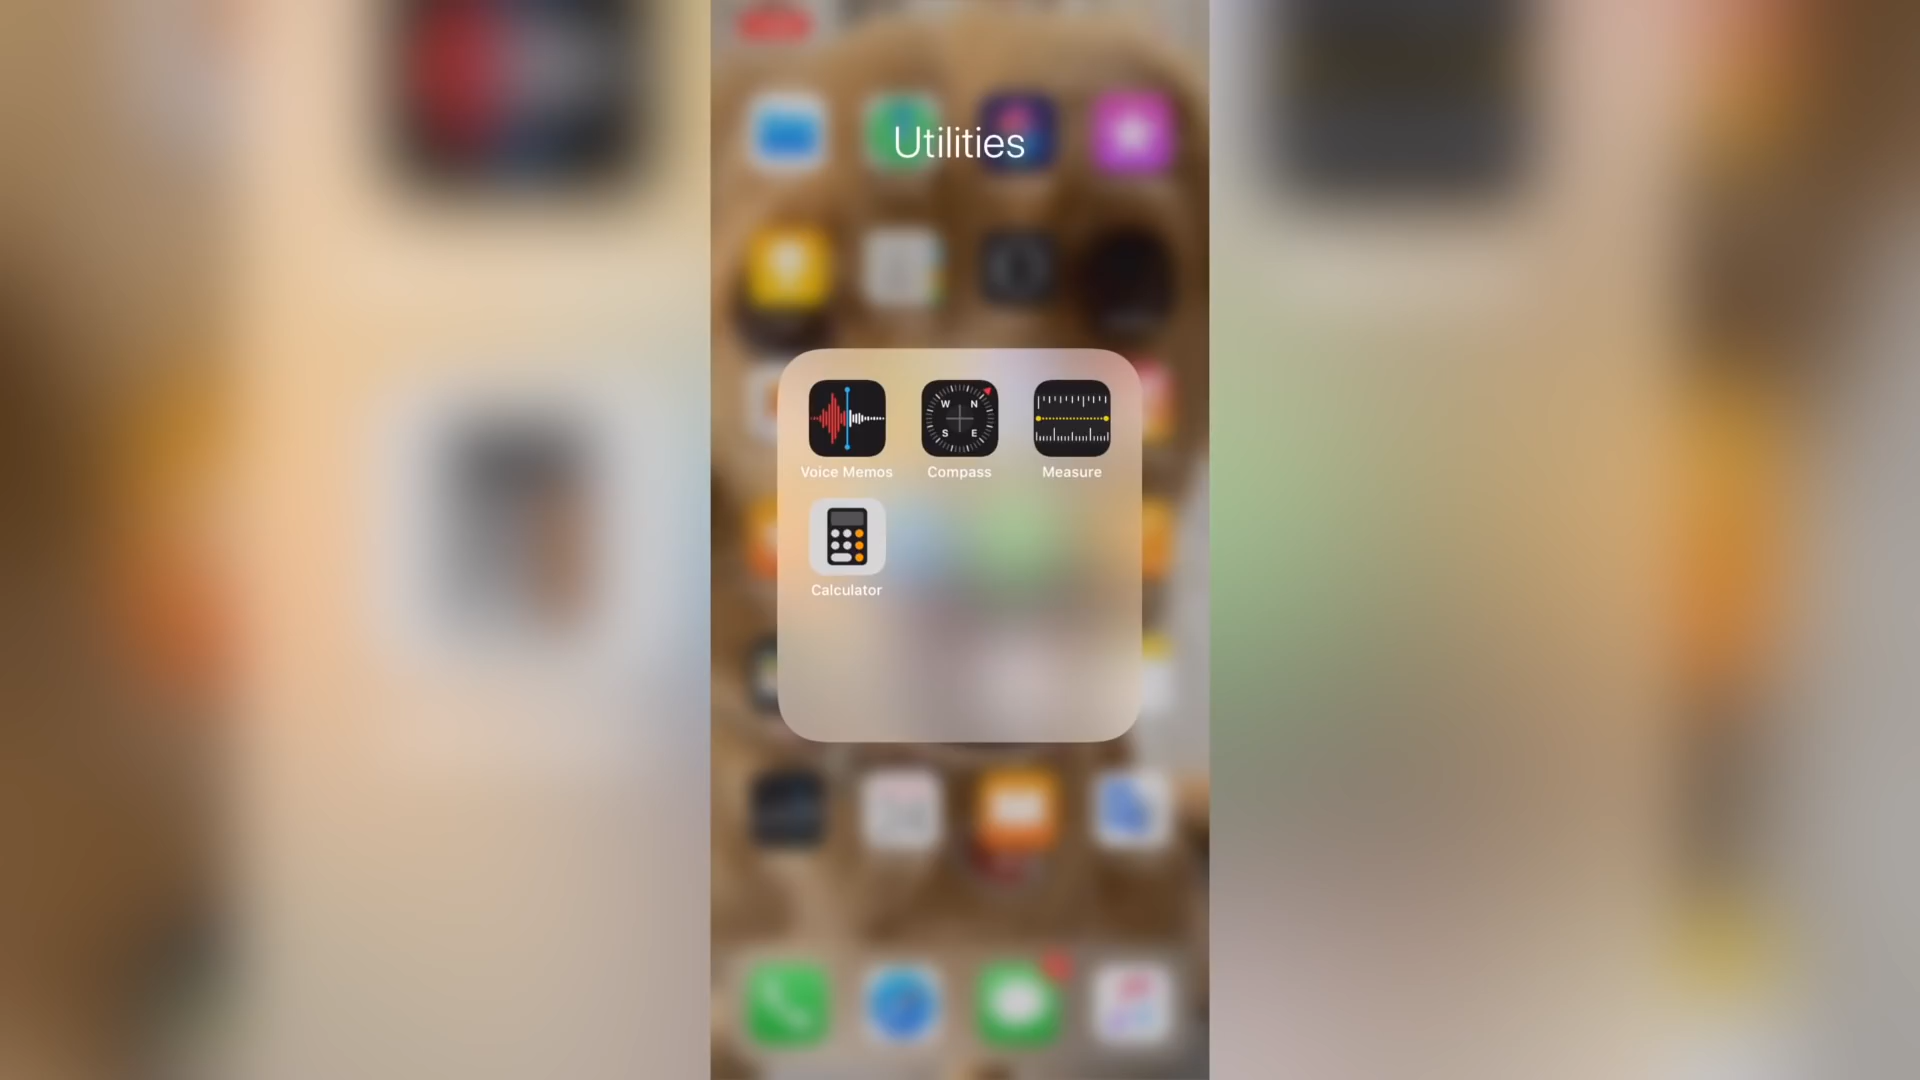 Utilities
W N
S E
Voice Memos Compass Measure
Calculator